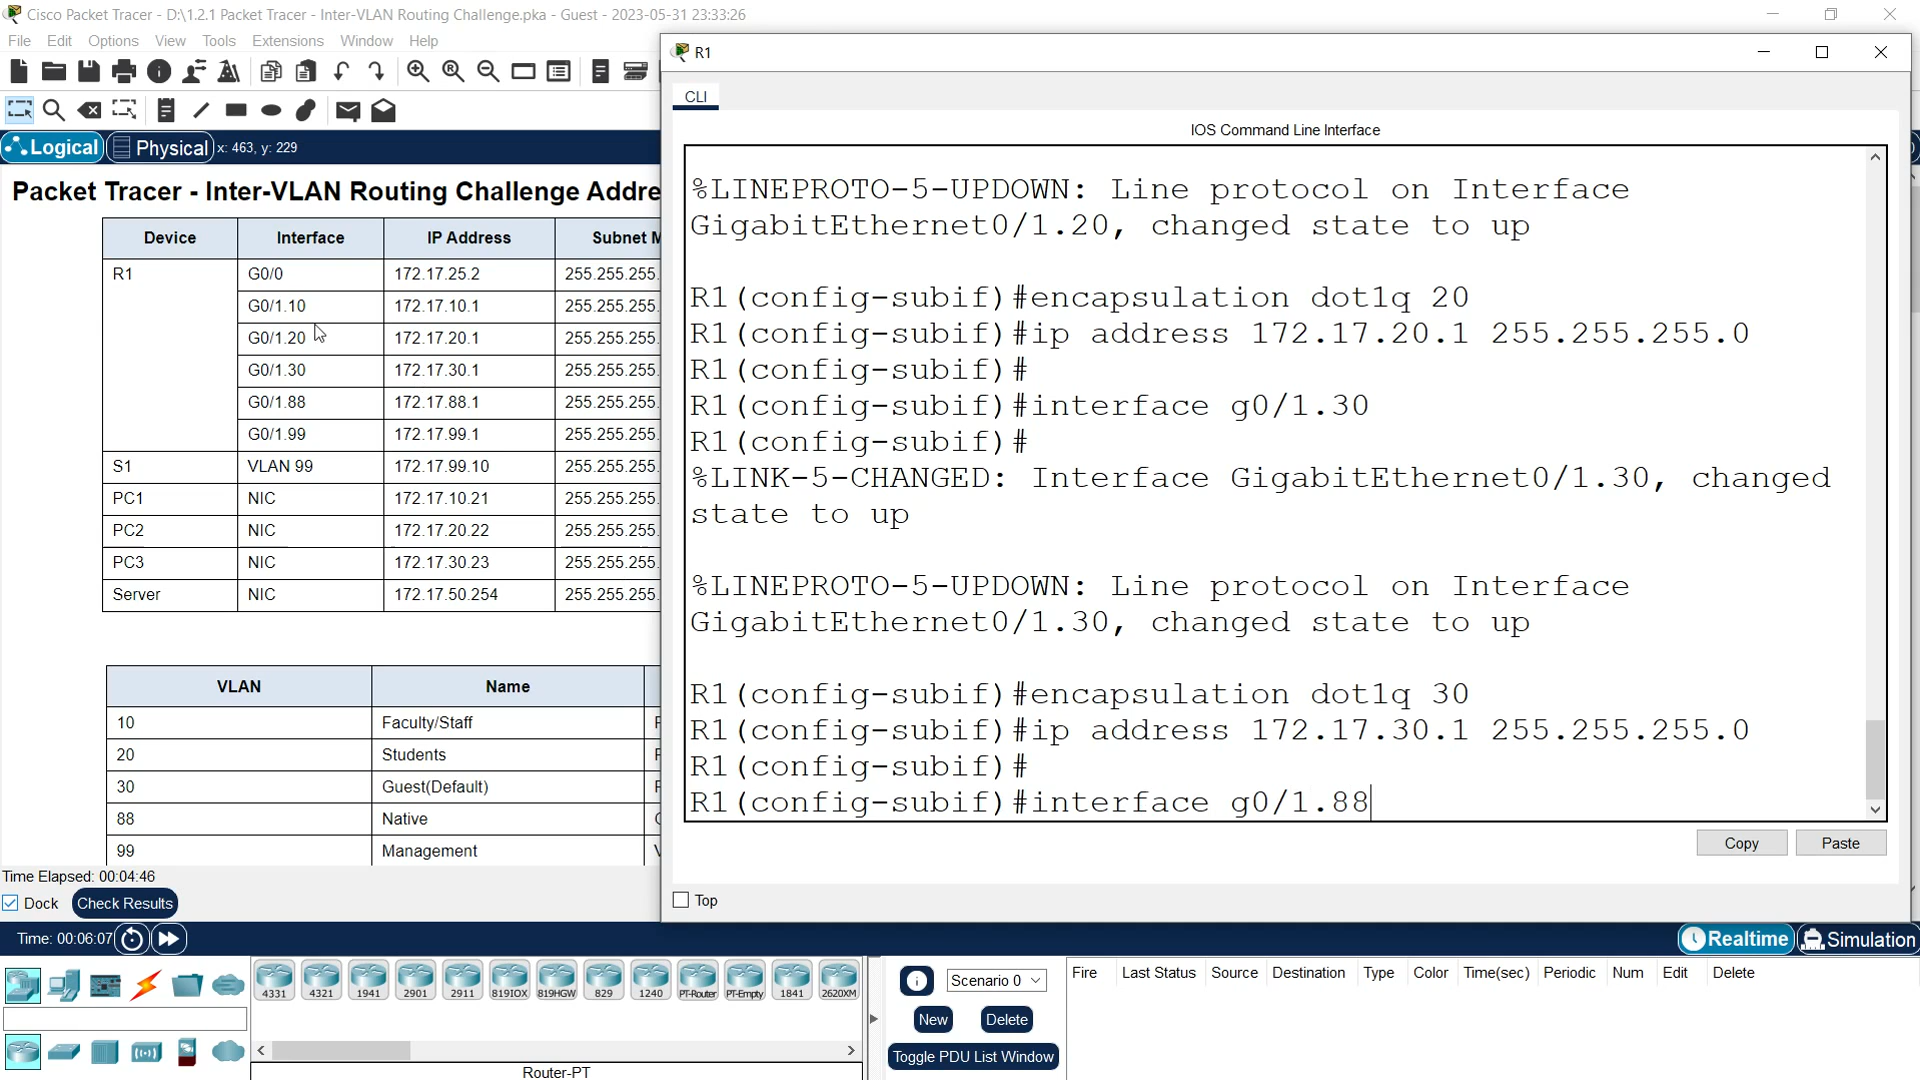 Cisco Packet Tracer - D:\1.2.1 Packet Tracer - Inter-VLAN Routing Challenge.pka - Guest - 2023-05-31 23:33:26
File Edit Options View Tools Extensions Window Help
Logical Physical x: 463, y: 229
Packet Tracer - Inter-VLAN Routing Challenge Addre
Device Interface IP Address Subnet M
R1 G0/0 172.17.25.2 255.255.255.
G0/1.10 172.17.10.1 255.255.255.
G0/1.20 172.17.20.1 255.255.255.
G0/1.30 172.17.30.1 255.255.255.
G0/1.88 172.17.88.1 255.255.255.
G0/1.99 172.17.99.1 255.255.255.
S1 VLAN 99 172.17.99.10 255.255.255.
PC1 NIC 172.17.10.21 255.255.255.
PC2 NIC 172.17.20.22 255.255.255.
PC3 NIC 172.17.30.23 255.255.255.
Server NIC 172.17.50.254 255.255.255.
VLAN Name
10 Faculty/Staff
20 Students
30 Guest(Default)
88 Native
99 Management
Time Elapsed: 00:04:46
Dock Check Results
R1
CLI
IOS Command Line Interface
%LINEPROTO-5-UPDOWN: Line protocol on Interface
GigabitEthernet0/1.20, changed state to up
R1(config-subif)#encapsulation dot1q 20
R1(config-subif)#ip address 172.17.20.1 255.255.255.0
R1(config-subif)#
R1(config-subif)#interface g0/1.30
R1(config-subif)#
%LINK-5-CHANGED: Interface GigabitEthernet0/1.30, changed
state to up
%LINEPROTO-5-UPDOWN: Line protocol on Interface
GigabitEthernet0/1.30, changed state to up
R1(config-subif)#encapsulation dot1q 30
R1(config-subif)#ip address 172.17.30.1 255.255.255.0
R1(config-subif)#
R1(config-subif)#interface g0/1.88
Copy Paste
Top
Time: 00:06:07
Realtime Simulation
4331 4321 1941 2901 2911 819IOX 819HGW 829 1240 PT-Router PT-Empty 1841 2620XM
Router-PT
Scenario 0
New Delete
Toggle PDU List Window
Fire Last Status Source Destination Type Color Time(sec) Periodic Num Edit Delete